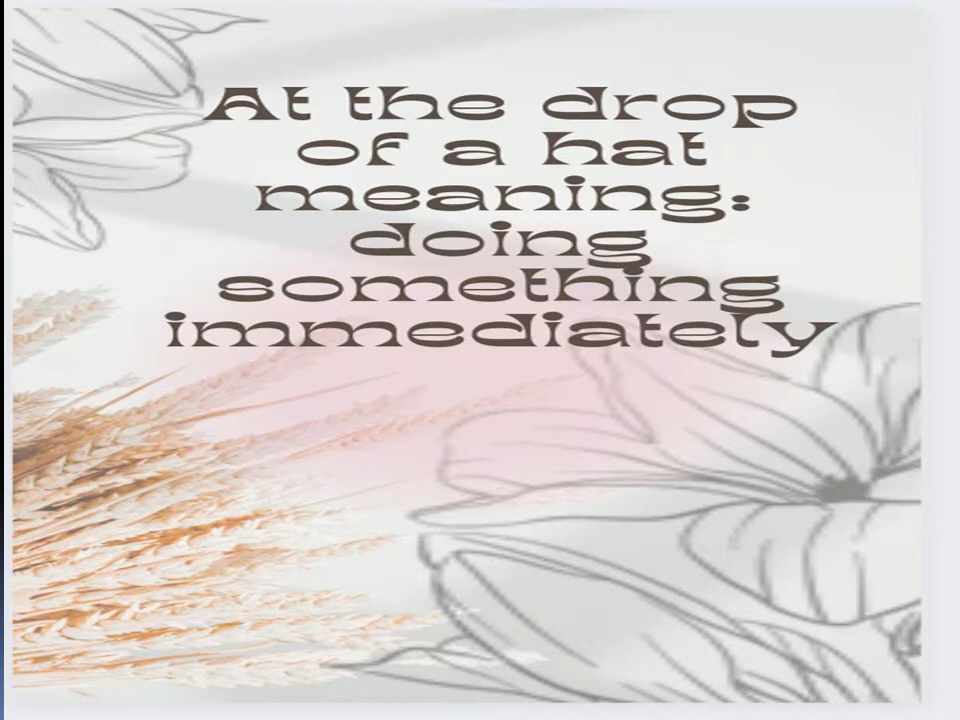 At the drop
of a hat
meaning:
doing
something
immediately